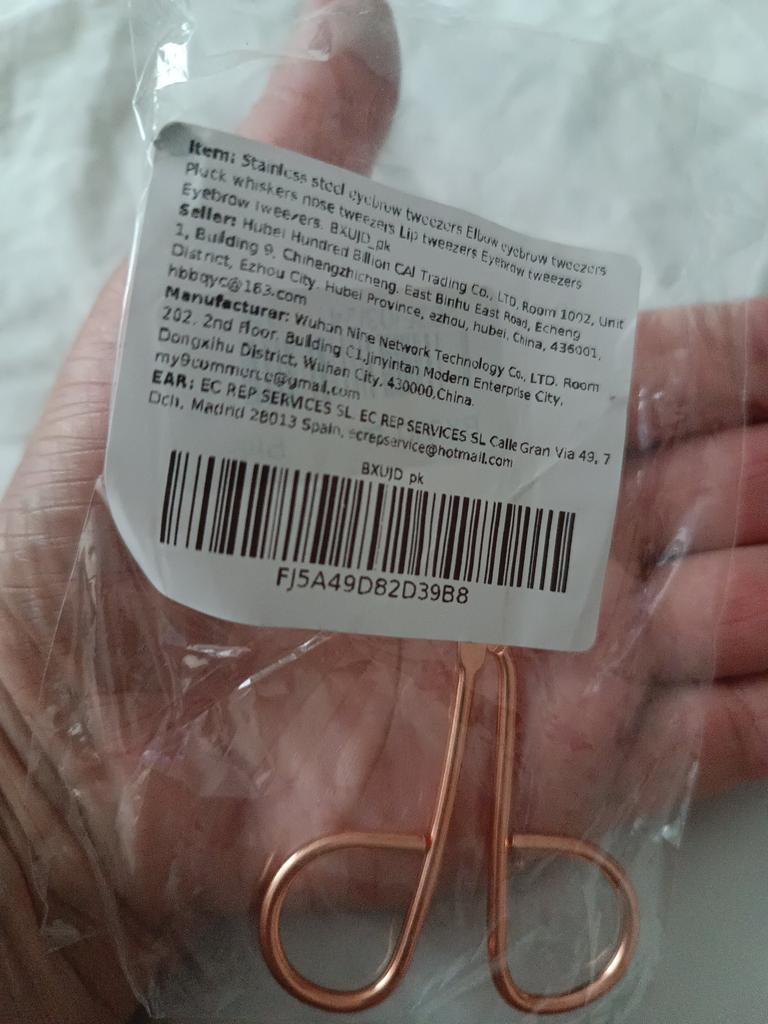 Item: Stainless steel eyebrow tweezers Elbow eyebrow tweezers
Pluck whiskers nose tweezers Lip tweezers Eyebrow tweezers
Eyebrow tweezers. BXUJD_pk
Seller: Hubei Hundred Billion CAI Trading Co., LTD, Room 1002, Unit
1, Building 9, Chihengzhicheng, East Binhu East Road, Echeng
District, Ezhou City, Hubei Province, ezhou, hubei, China, 436001,
hbbqyc@163.com
Manufacturer: Wuhan Nine Network Technology Co., LTD. Room
202, 2nd Floor, Building C1,Jinyintan Modern Enterprise City,
Dongxihu District, Wuhan City, 430000,China.
my9commerce@gmail.com
EAR: EC REP SERVICES SL EC REP SERVICES SL Calle Gran Via 49, 7
Dch, Madrid 28013 Spain, ecrepservice@hotmail.com
BXUJD_pk
FJ5A49D82D39B8